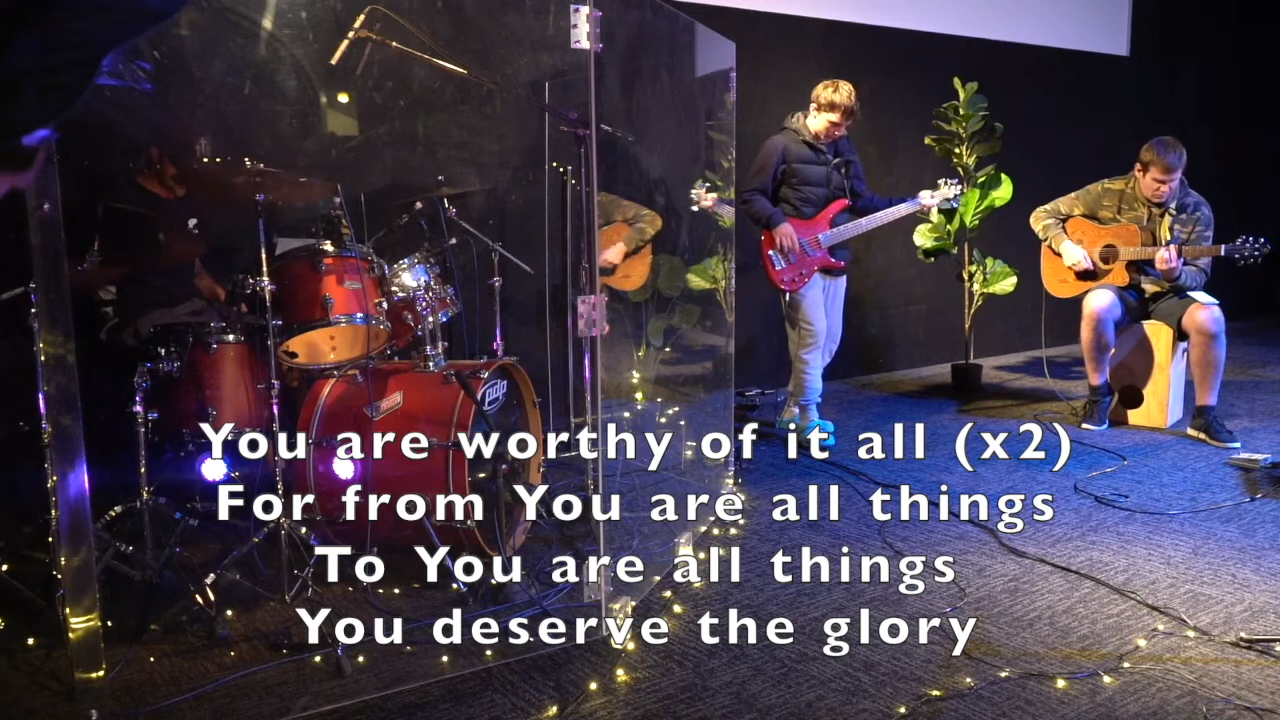 pdp
You are worthy of it all (x2)
For from You are all things
To You are all things
You deserve the glory